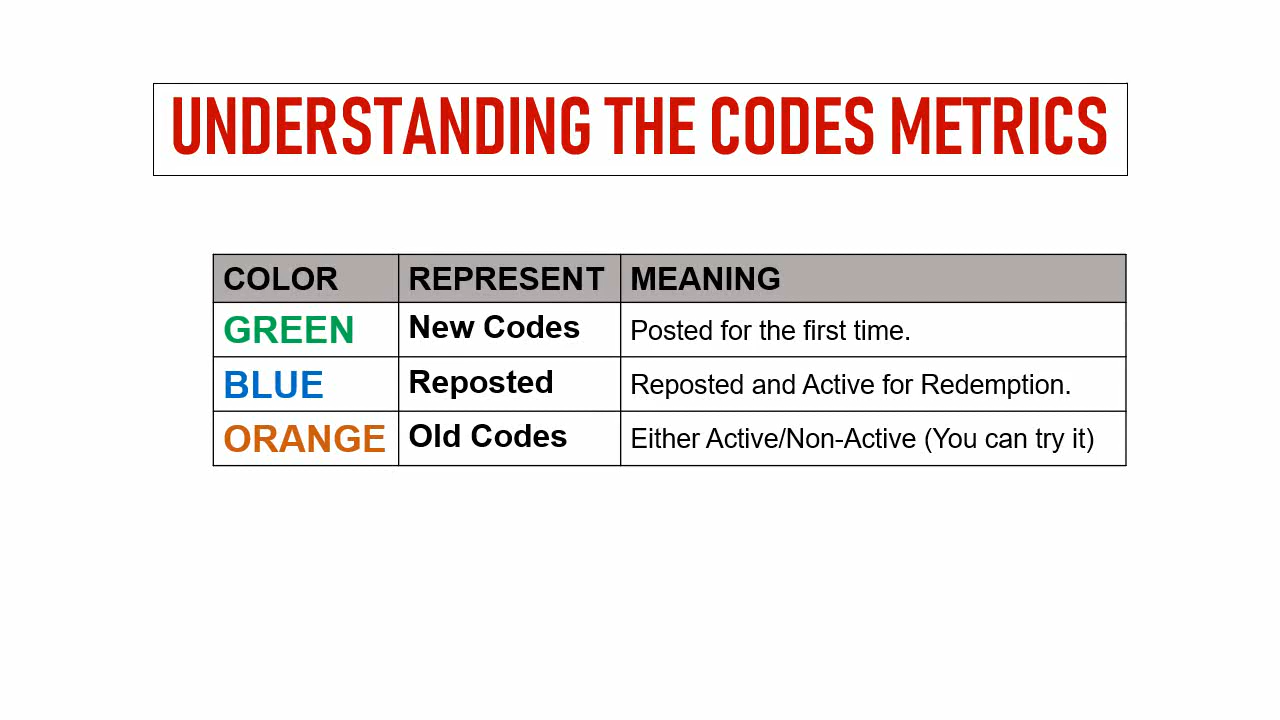 UNDERSTANDING THE CODES METRICS
COLOR REPRESENT MEANING
GREEN New Codes Posted for the first time.
BLUE Reposted Reposted and Active for Redemption.
ORANGE Old Codes Either Active/Non-Active (You can try it)